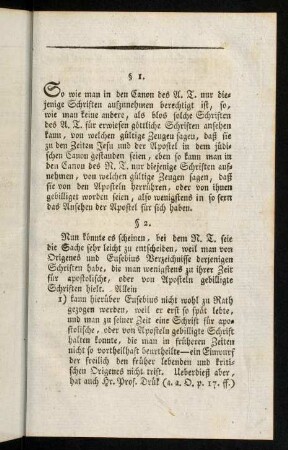 § 1.
So wie man in den Canon des A. T. nur die-
jenige Schriften aufzunehmen berechtigt ist, so,
wie man keine andere, als blos solche Schriften
des A. T. für erwiesen göttliche Schriften ansehen
kann, von welchen gültige Zeugen sagen, daß sie
zu den Zeiten Jesu und der Apostel in dem jüdi-
schen Canon gestanden seien, eben so kann man in
den Canon des N. T. nur diejenige Schriften auf-
nehmen, von welchen gültige Zeugen sagen, daß
sie von den Aposteln herrühren, oder von ihnen
gebilliget worden seien, also wenigstens in so fern
das Ansehen der Apostel für sich haben.
§ 2.
Nun könnte es scheinen, bei dem N. T. seie
die Sache sehr leicht zu entscheiden, weil man von
Origenes und Eusebius Verzeichnisse derjenigen
Schriften habe, die man wenigstens zu ihrer Zeit
für apostolische, oder von Aposteln gebilligte
Schriften hielt. Allein
1) kann hierüber Eusebius nicht wohl zu Rath
gezogen werden, weil er erst so spät lebte,
und man zu seiner Zeit eine Schrift für apo-
stolische, oder von Aposteln gebilligte Schrift
halten konnte, die man in früheren Zeiten
nicht so vortheilhaft beurtheilte—ein Einwurf
der freilich den früher lebenden und kriti-
schen Origenes nicht trift. Ueberdieß aber,
hat auch Hr. Prof. Drük (a. a. O. p. 17. ff.)